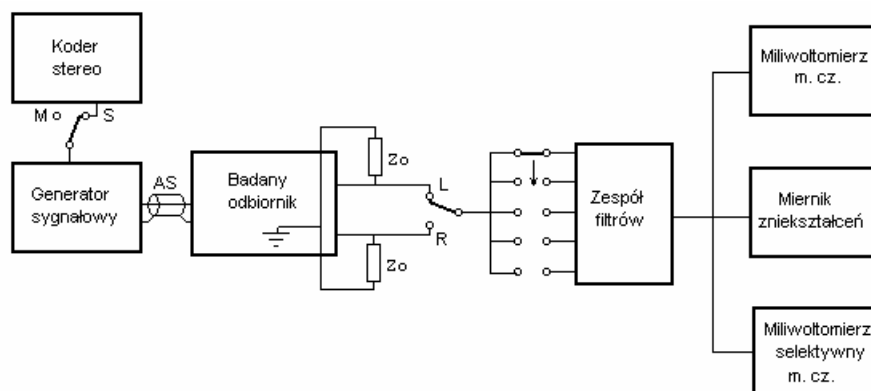 Koder
stereo
M
S
Generator
sygnałowy
AS
Badany
odbiornik
Zo
Zo
L
R
Zespół
filtrów
Miliwoltomierz
m. cz.
Miernik
zniekształceń
Miliwoltomierz
selektywny
m. cz.